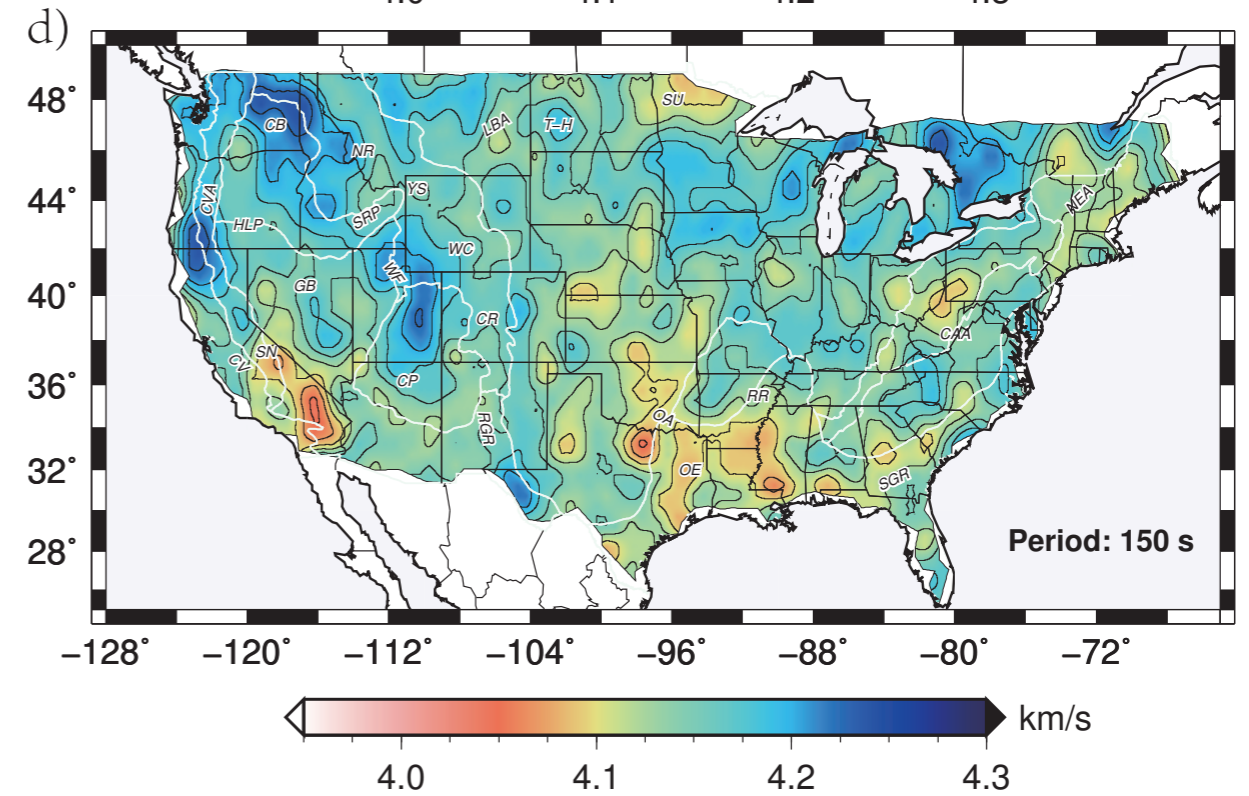 d)
48°
44°
40°
36°
32°
28°
SU
CB
LBA
T-H
NR
YS
CVA
SRP
NEA
HLP
WC
WF
GB
CR
CAA
SN
CV
CP
RR
RGR
OA
OE
SGR
Period: 150 s
−128° −120° −112° −104° −96° −88° −80° −72°
km/s
4.0 4.1 4.2 4.3